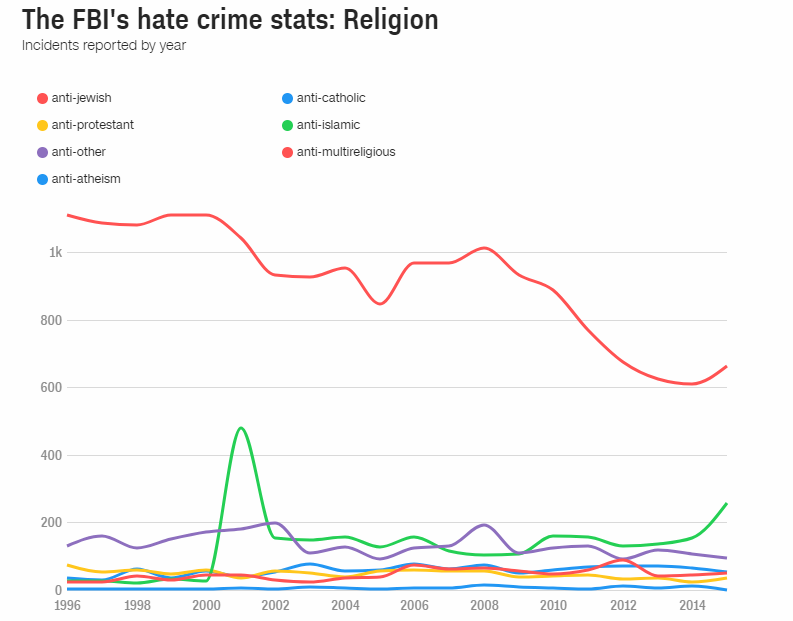 The FBI's hate crime stats: Religion
Incidents reported by year
anti-jewish
anti-catholic
anti-protestant
anti-islamic
anti-other
anti-multireligious
anti-atheism
1k
800
600
400
200
0
1996 1998 2000 2002 2004 2006 2008 2010 2012 2014